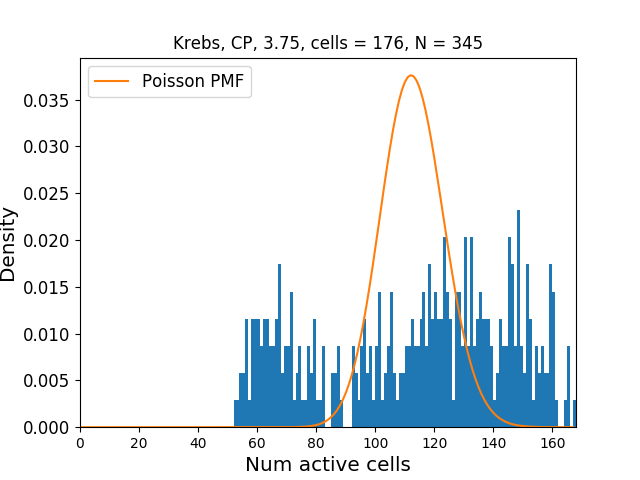 Krebs, CP, 3.75, cells = 176, N = 345
Poisson PMF
Density
0.035
0.030
0.025
0.020
0.015
0.010
0.005
0.000
0 20 40 60 80 100 120 140 160
Num active cells